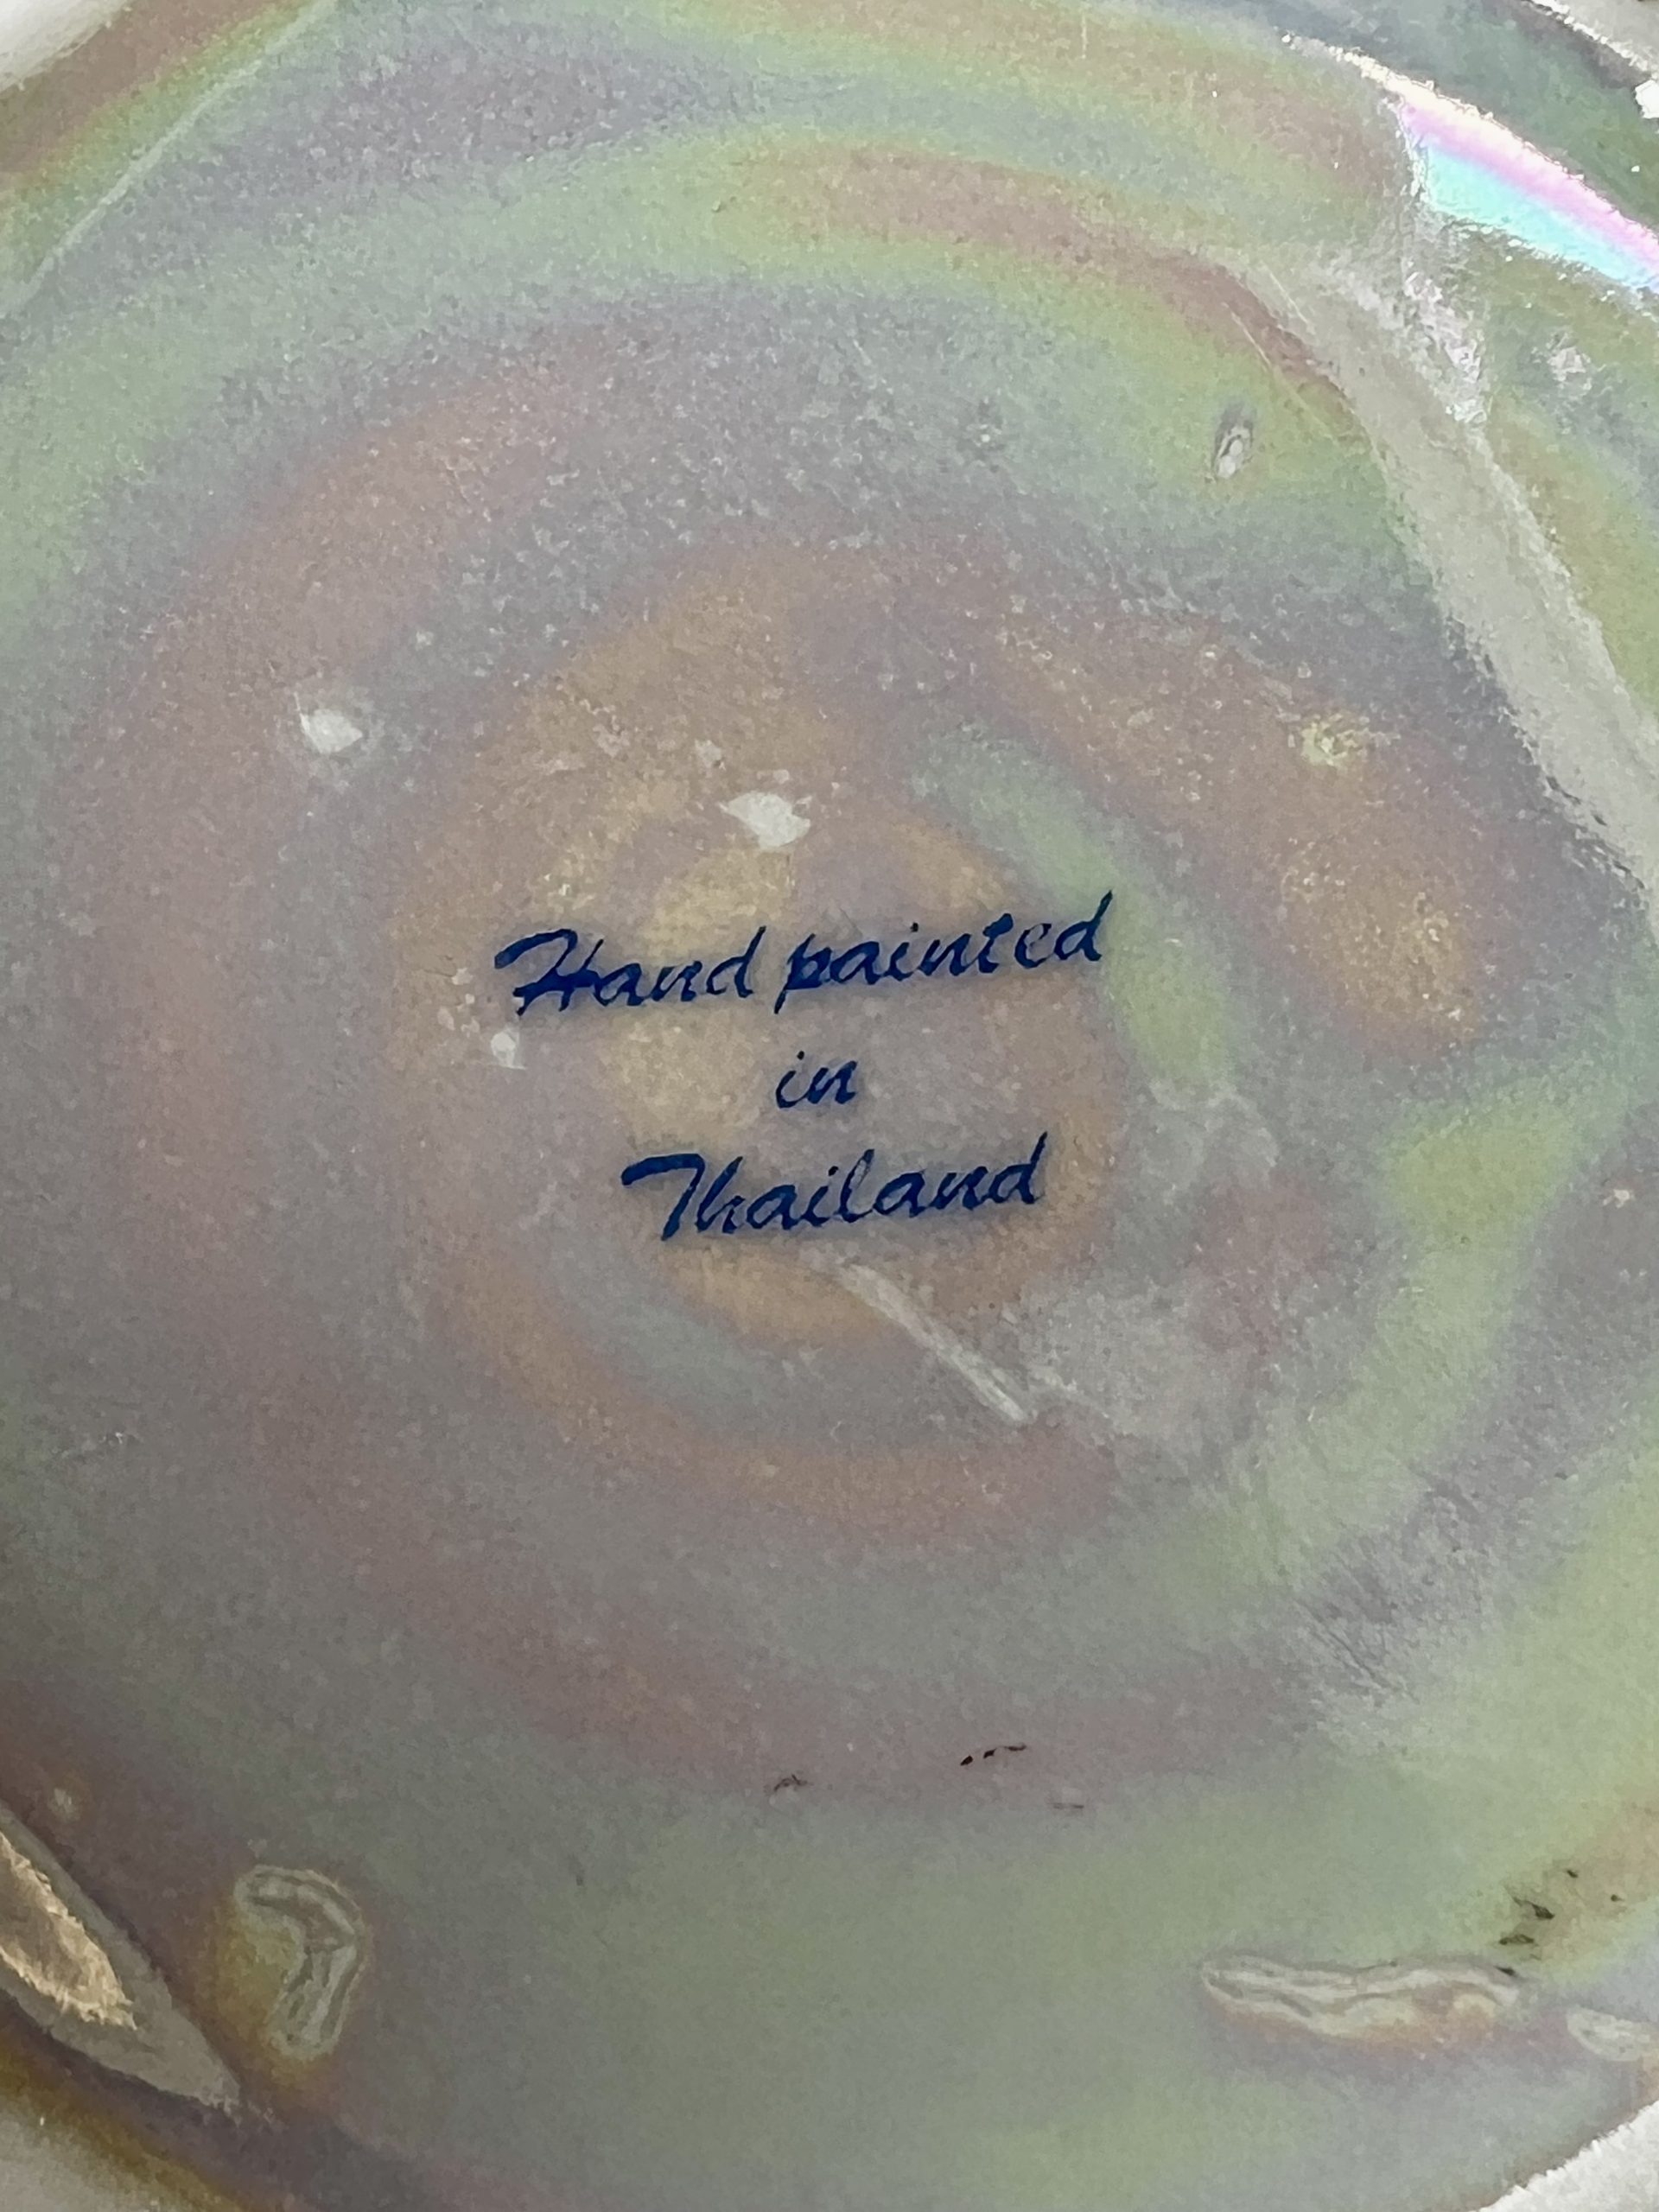 Hand painted
in
Thailand